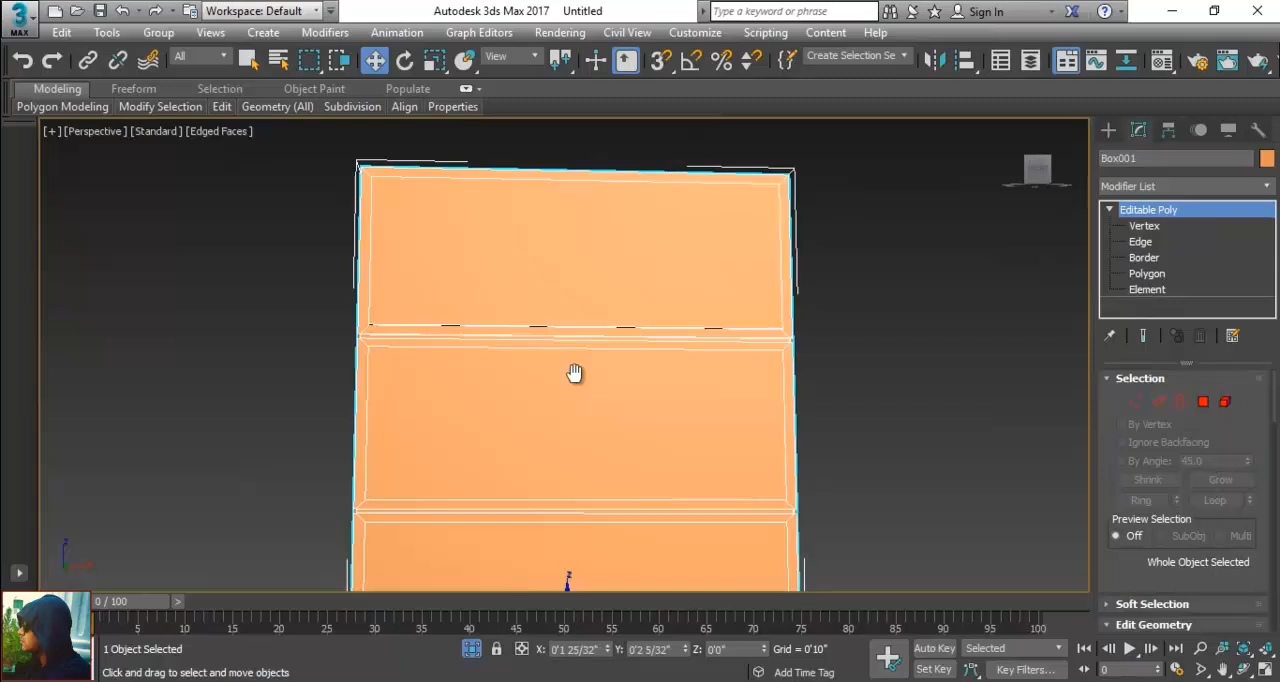 3
MAX
Workspace: Default
Autodesk 3ds Max 2017 Untitled
Type a keyword or phrase
Sign In
Edit Tools Group Views Create Modifiers Animation Graph Editors Rendering Civil View Customize Scripting Content Help
All
View
Create Selection Se
Modeling Freeform Selection Object Paint Populate
Polygon Modeling Modify Selection Edit Geometry (All) Subdivision Align Properties
[+] [Perspective] [Standard] [Edged Faces]
Box001
Modifier List
Editable Poly
Vertex
Edge
Border
Polygon
Element
Selection
By Vertex
Ignore Backfacing
By Angle: 45.0
Shrink Grow
Ring Loop
Preview Selection
Off SubObj Multi
Whole Object Selected
Soft Selection
Edit Geometry
z
z
0 / 100
5 10 15 20 25 30 35 40 45 50 55 60 65 70 75 80 85 90 95 100
1 Object Selected
X: 0'1 25/32" Y: 0'2 5/32" Z: 0'0" Grid = 0'10"
Auto Key Selected
Click and drag to select and move objects
Add Time Tag
Set Key Key Filters...
0